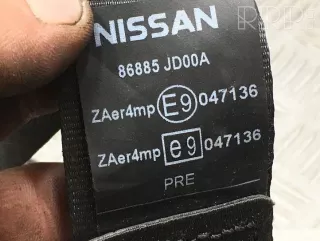 NISSAN
86885 JD00A
ZAer4mp E9 047136
ZAer4mp e9 047136
PRE